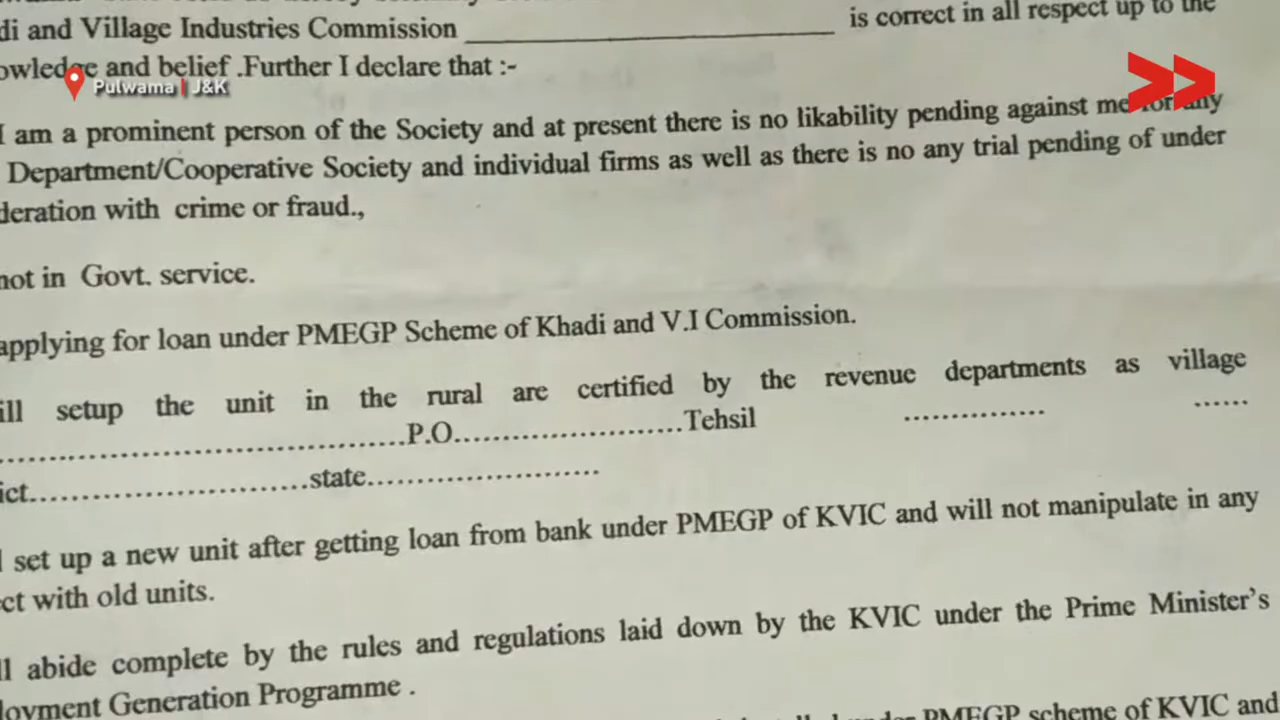 di and Village Industries Commission ____________________ is correct in all respect up to the
owledge and belief .Further I declare that :-
Pulwama | J&K
I am a prominent person of the Society and at present there is no likability pending against me for any
Department/Cooperative Society and individual firms as well as there is no any trial pending of under
deration with crime or fraud.,
not in Govt. service.
applying for loan under PMEGP Scheme of Khadi and V.I Commission.
ill setup the unit in the rural are certified by the revenue departments as village
..........................................P.O..............................Tehsil .................. ......
ict..............................state..............................
l set up a new unit after getting loan from bank under PMEGP of KVIC and will not manipulate in any
ct with old units.
ll abide complete by the rules and regulations laid down by the KVIC under the Prime Minister's
loyment Generation Programme .
under PMEGP scheme of KVIC and